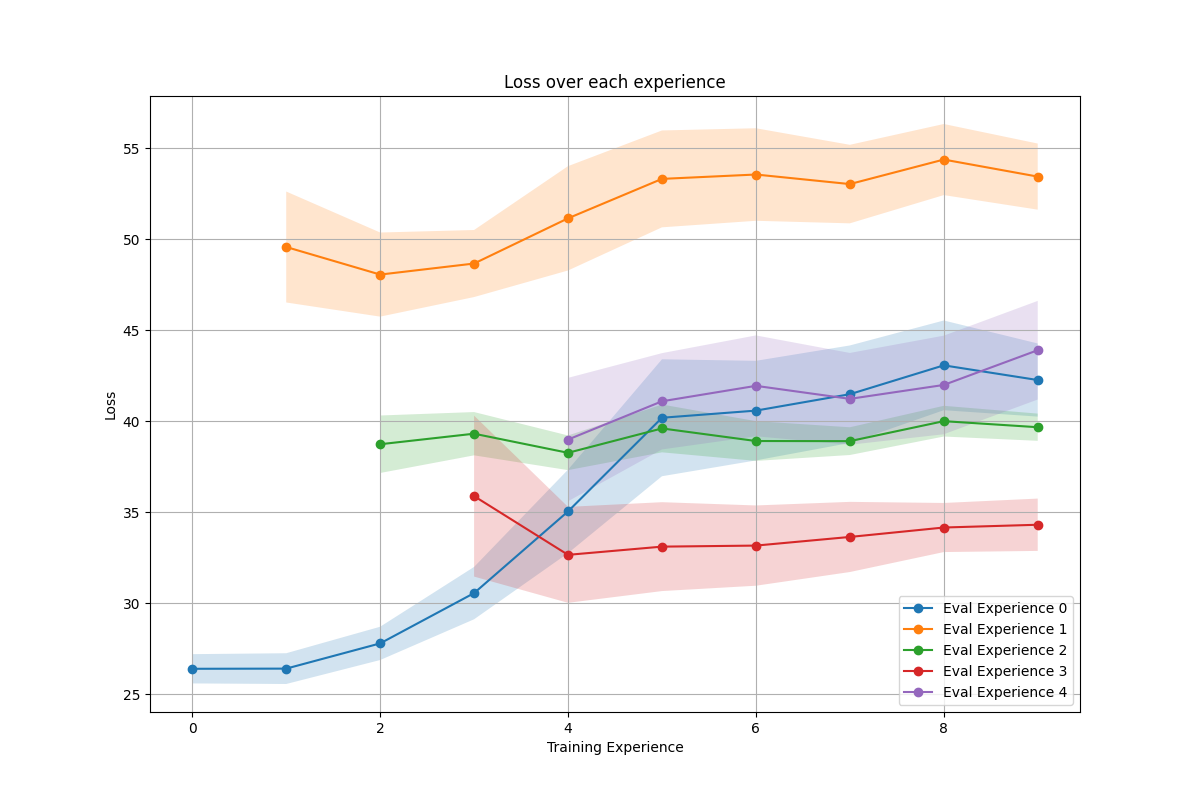 Loss over each experience
55
50
45
40
35
30
25
Loss
0 2 4 6 8
Training Experience
Eval Experience 0
Eval Experience 1
Eval Experience 2
Eval Experience 3
Eval Experience 4